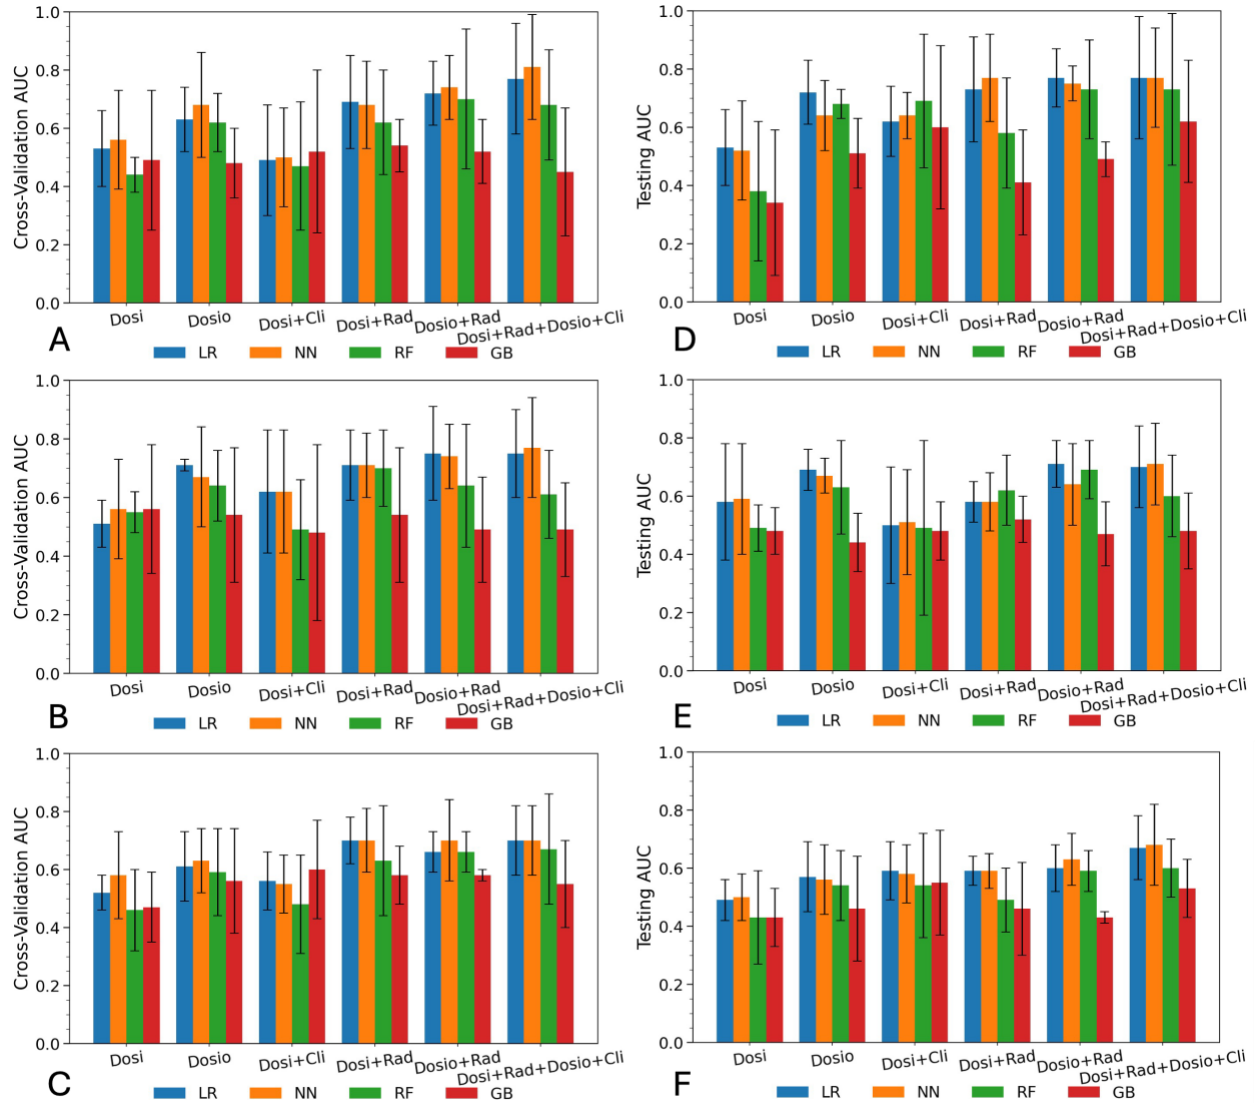 Cross-Validation AUC
1.0
0.8
0.6
0.4
0.2
0.0
Dosi
Dosio
Dosi+Cli
Dosi+Rad
Dosio+Rad
Dosi+Rad+Dosio+Cli
A
LR NN RF GB
Testing AUC
1.0
0.8
0.6
0.4
0.2
0.0
Dosi
Dosio
Dosi+Cli
Dosi+Rad
Dosio+Rad
Dosi+Rad+Dosio+Cli
D
LR NN RF GB
Cross-Validation AUC
1.0
0.8
0.6
0.4
0.2
0.0
Dosi
Dosio
Dosi+Cli
Dosi+Rad
Dosio+Rad
Dosi+Rad+Dosio+Cli
B
LR NN RF GB
Testing AUC
1.0
0.8
0.6
0.4
0.2
0.0
Dosi
Dosio
Dosi+Cli
Dosi+Rad
Dosio+Rad
Dosi+Rad+Dosio+Cli
E
LR NN RF GB
Cross-Validation AUC
1.0
0.8
0.6
0.4
0.2
0.0
Dosi
Dosio
Dosi+Cli
Dosi+Rad
Dosio+Rad
Dosi+Rad+Dosio+Cli
C
LR NN RF GB
Testing AUC
1.0
0.8
0.6
0.4
0.2
0.0
Dosi
Dosio
Dosi+Cli
Dosi+Rad
Dosio+Rad
Dosi+Rad+Dosio+Cli
F
LR NN RF GB